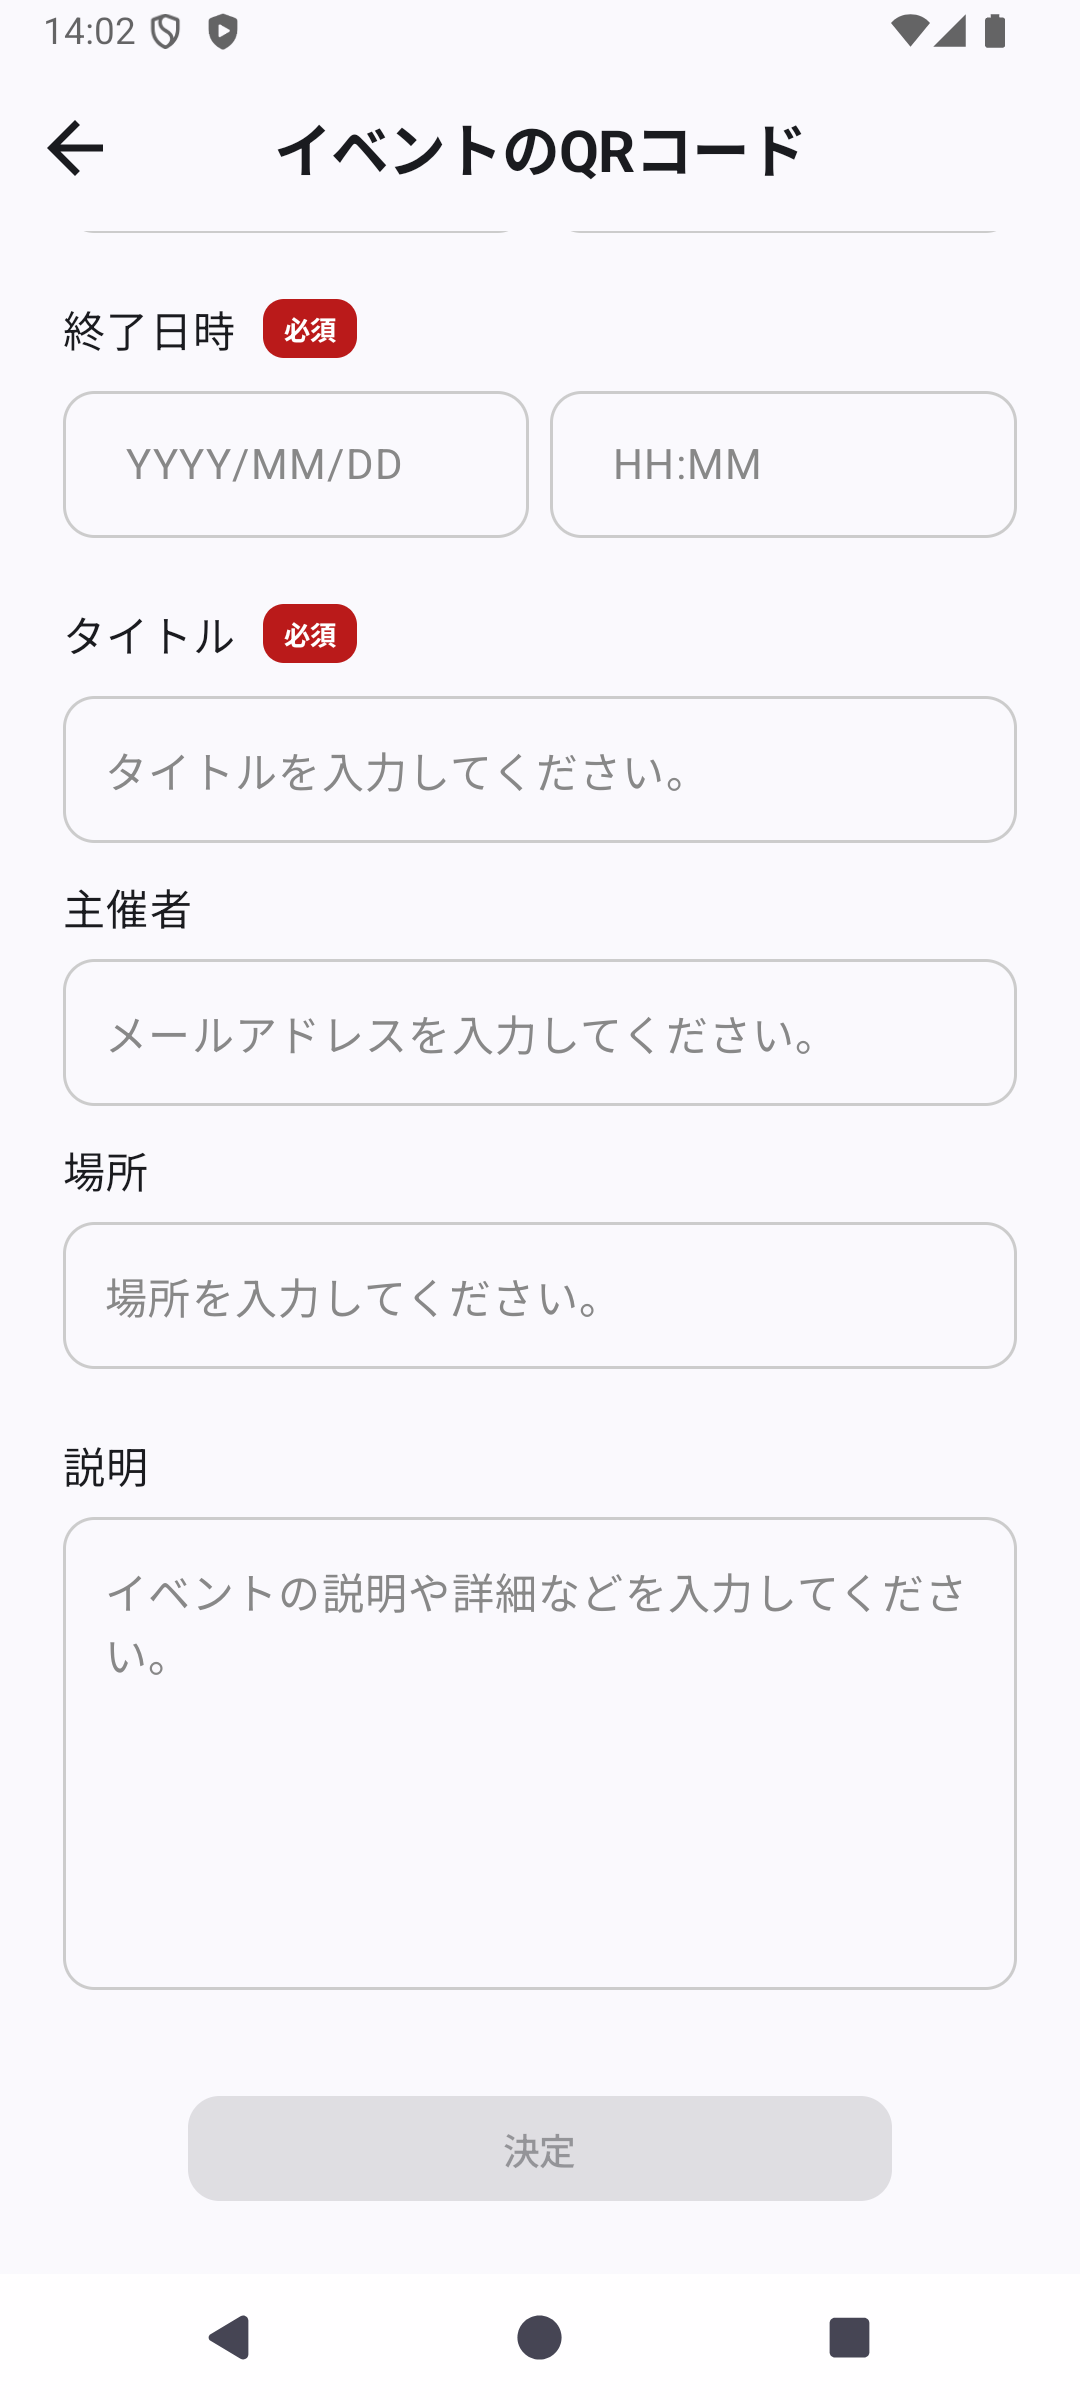 14:02
イベントのQRコード
終了日時 必須
YYYY/MM/DD HH:MM
タイトル 必須
タイトルを入力してください。
主催者
メールアドレスを入力してください。
場所
場所を入力してください。
説明
イベントの説明や詳細などを入力してくださ
い。
決定